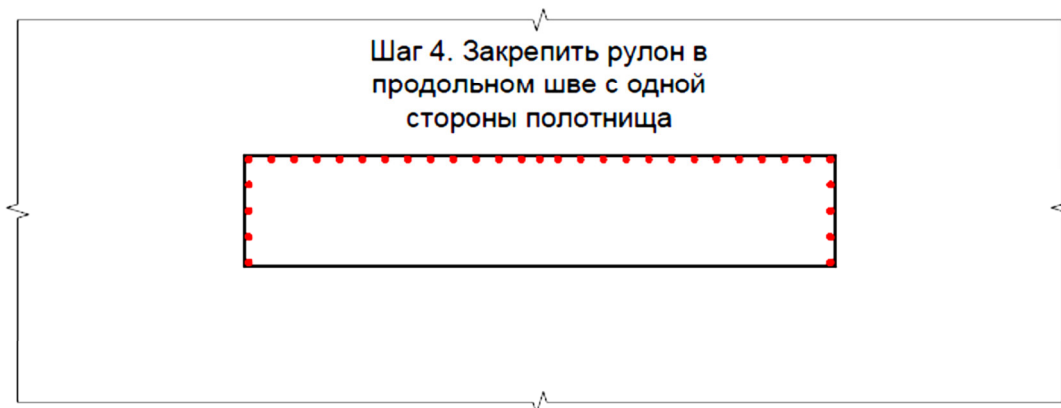 Шаг 4. Закрепить рулон в
продольном шве с одной
стороны полотнища